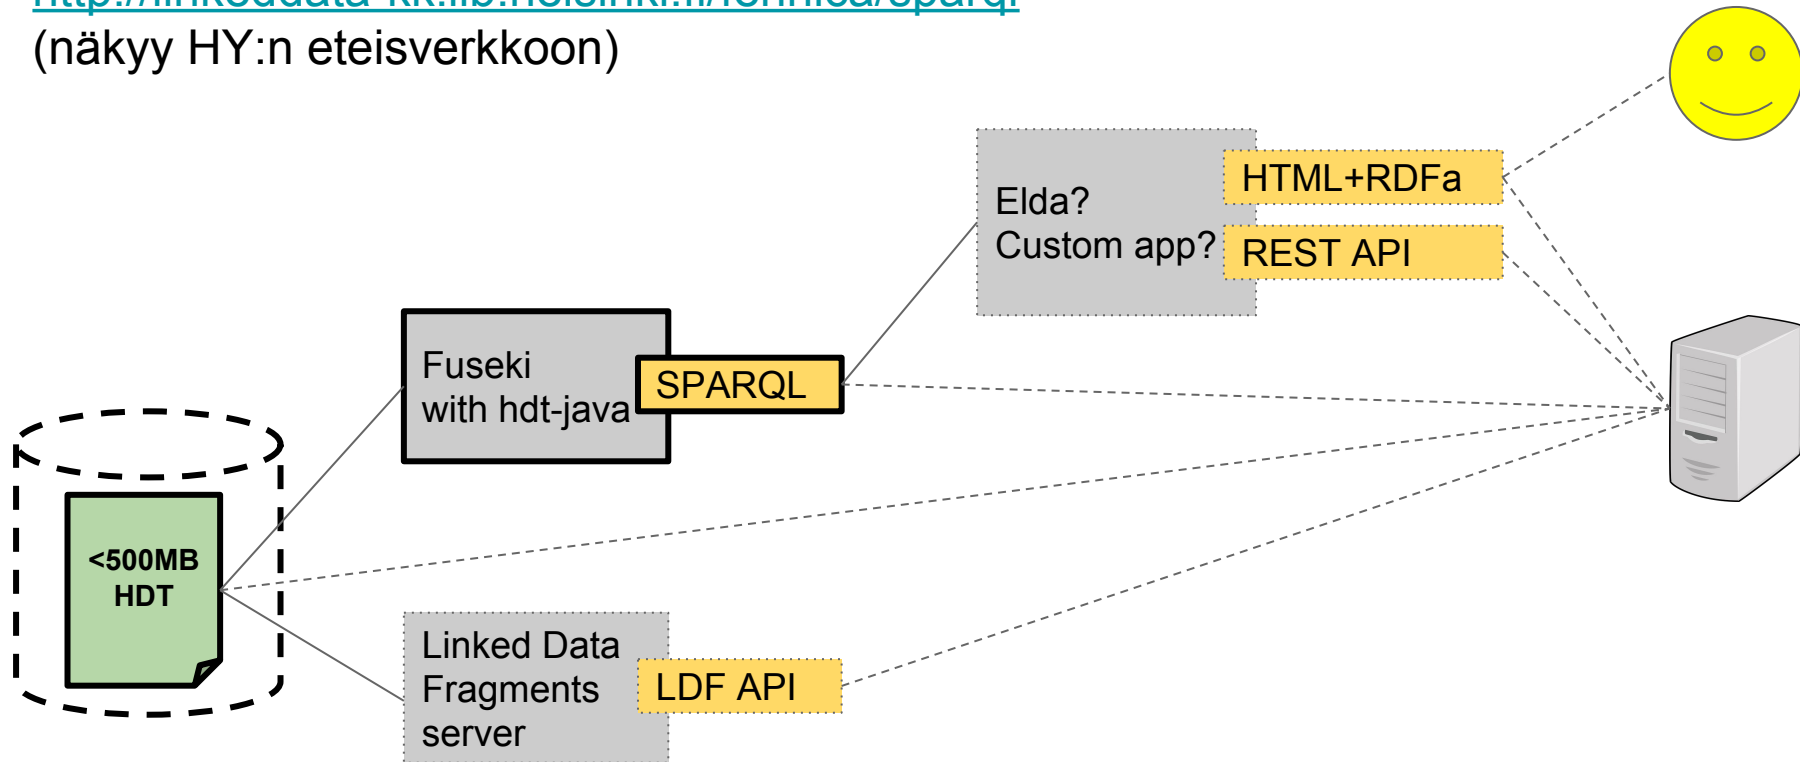 (näkyy HY:n eteisverkkoon)
HTML+RDFa
Elda?
Custom app?
REST API
Fuseki
with hdt-java
SPARQL
<500MB
HDT
Linked Data
Fragments
server
LDF API